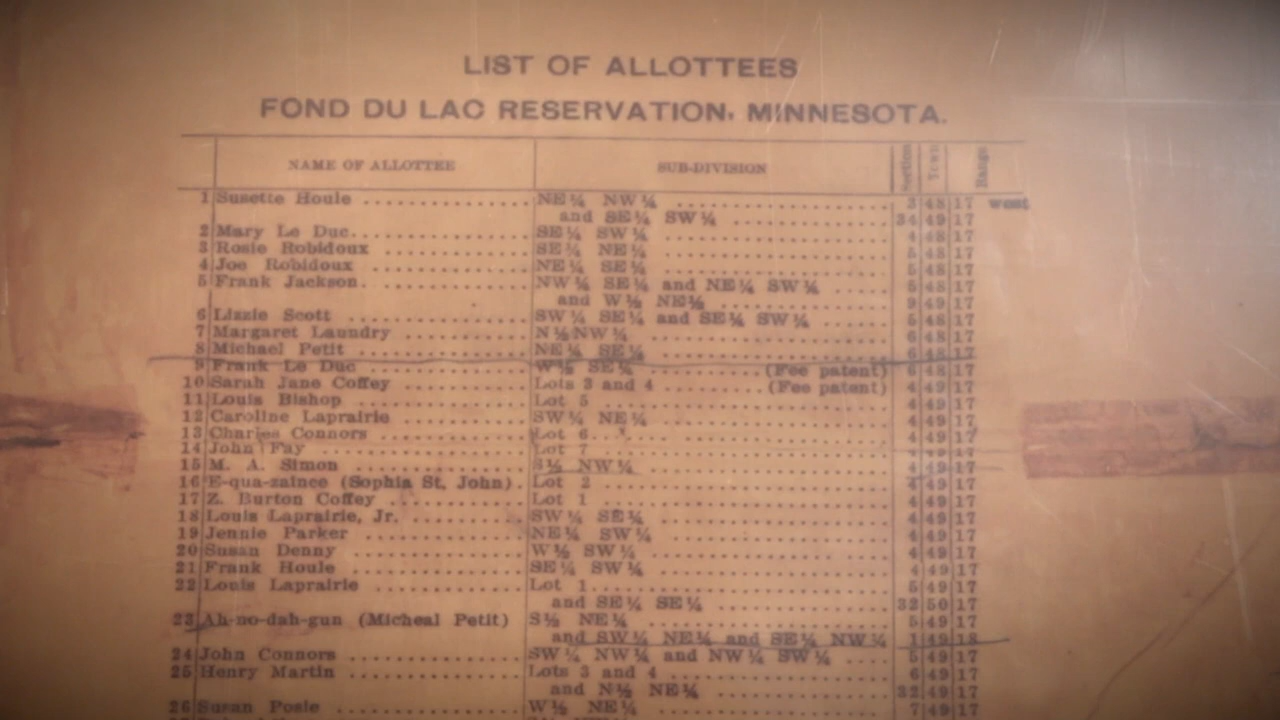 LIST OF ALLOTTEES
FOND DU LAC RESERVATION, MINNESOTA.
NAME OF ALLOTTEE SUB-DIVISION Section Town Range
1 Susette Houle NE¼ NW¼ 3 48 17 west
and SE¼ SW¼ 34 49 17
2 Mary Le Duc. SE¼ SW¼ 4 48 17
3 Rosie Robidoux SE¼ NE¼ 5 48 17
4 Joe Robidoux NE¼ SE¼ 5 48 17
5 Frank Jackson. NW¼ SE¼ and NE¼ SW¼ 5 48 17
and W½ NE¼ 9 49 17
6 Lizzie Scott SW¼ SE¼ and SE¼ SW¼ 5 48 17
7 Margaret Laundry N½ NW¼ 6 48 17
8 Michael Petit NE¼ SE¼ 6 48 17
9 Frank Le Duc W½ SE¼ (Fee patent) 6 48 17
10 Sarah Jane Coffey Lots 3 and 4 (Fee patent) 4 49 17
11 Louis Bishop Lot 5 4 49 17
12 Caroline Laprairie SW¼ NE¼ 4 49 17
13 Charles Connors Lot 6 4 49 17
14 John Fay Lot 7 4 49 17
15 M. A. Simon S½ NW¼ 4 49 17
16 E-qua-zaince (Sophia St. John). Lot 2 4 49 17
17 Z. Burton Coffey Lot 1 4 49 17
18 Louis Laprairie, Jr. SW¼ SE¼ 4 49 17
19 Jennie Parker NE¼ SW¼ 4 49 17
20 Susan Denny W½ SW¼ 4 49 17
21 Frank Houle SE¼ SW¼ 4 49 17
22 Louis Laprairie Lot 1 5 49 17
and SE¼ SE¼ 32 50 17
23 Ah-no-dah-gun (Micheal Petit) S½ NE¼ 5 49 17
and SW¼ NE¼ and SE¼ NW¼ 1 49 18
24 John Connors SW¼ NW¼ and NW¼ SW¼ 5 49 17
25 Henry Martin Lots 3 and 4 6 49 17
and N½ NE¼ 32 49 17
26 Susan Posle W½ NE¼ 7 49 17